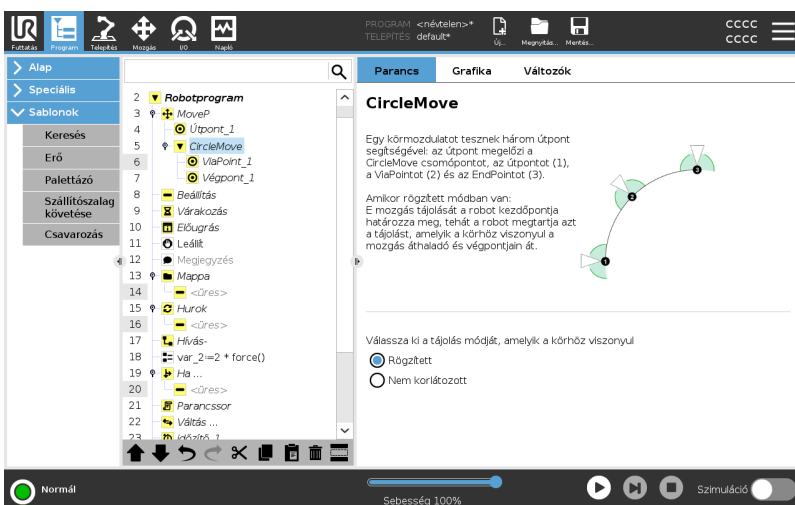 PROGRAM <névtelen>*
TELEPÍTÉS default*
CCCC
CCCC
Futtatás
Program
Telepítés
Mozgás
I/O
Napló
Új...
Megnyitás...
Mentés...
Alap
Speciális
Sablonok
Keresés
Erő
Palettázó
Szállítószalag
követése
Csavarozás
2 Robotprogram
3 MoveP
4 Útpont_1
5 CircleMove
6 ViaPoint_1
7 Végpont_1
8 Beállítás
9 Várakozás
10 Előugrás
11 Leállít
12 Megjegyzés
13 Mappa
14 <üres>
15 Hurok
16 <üres>
17 Hívás-
18 var_2:=2 * force()
19 Ha ...
20 <üres>
21 Parancssor
22 Váltás ...
23 Időzítő_1
Parancs
Grafika
Változók
CircleMove
Egy körmozdulatot tesznek három útpont
segítségével: az útpont megelőzi a
CircleMove csomópontot, az útpontot (1),
a ViaPointot (2) és az EndPointot (3).
Amikor rögzített módban van:
E mozgás tájolását a robot kezdőpontja
határozza meg, tehát a robot megtartja azt
a tájolást, amelyik a körhöz viszonyul a
mozgás áthaladó és végpontjain át.
1
2
3
Válassza ki a tájolás módját, amelyik a körhöz viszonyul
Rögzített
Nem korlátozott
Normál
Sebesség 100%
Szimuláció